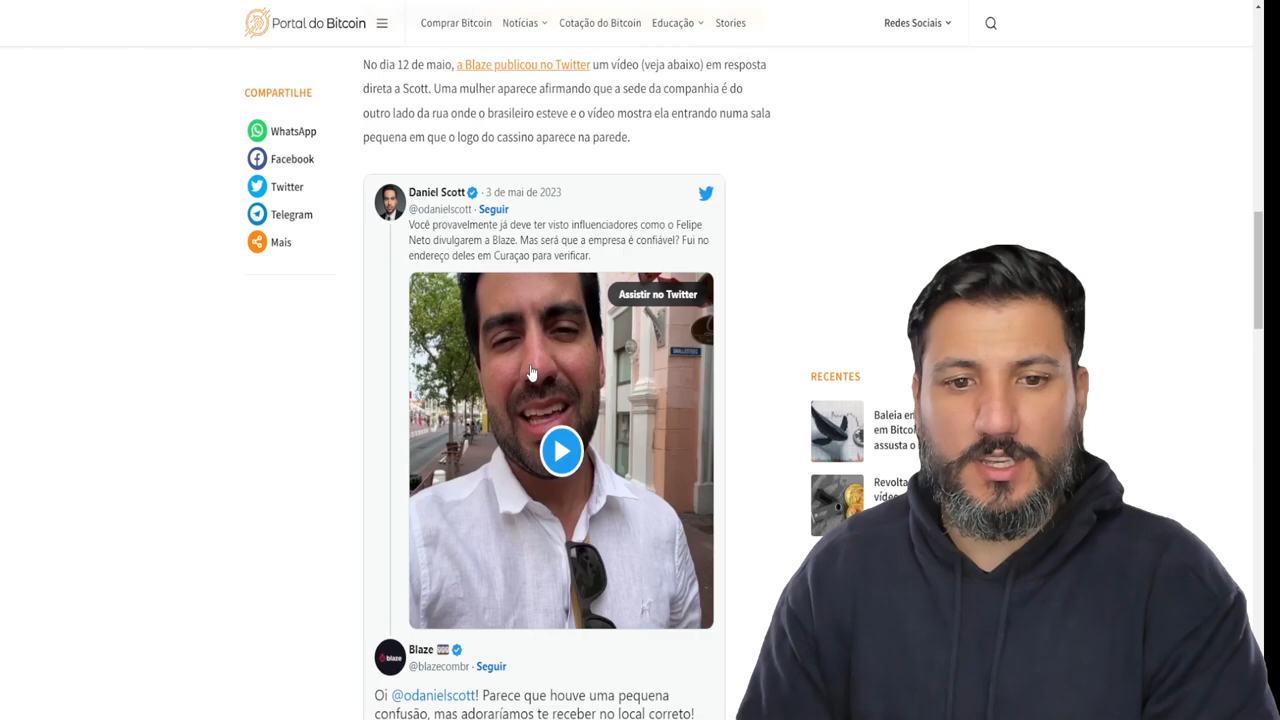 Portal do Bitcoin
Comprar Bitcoin Notícias Cotação do Bitcoin Educação Stories Redes Sociais
No dia 12 de maio, a Blaze publicou no Twitter um vídeo (veja abaixo) em resposta
direta a Scott. Uma mulher aparece afirmando que a sede da companhia é do
outro lado da rua onde o brasileiro esteve e o vídeo mostra ela entrando numa sala
pequena em que o logo do cassino aparece na parede.
COMPARTILHE
WhatsApp
Facebook
Twitter
Telegram
Mais
Daniel Scott · 3 de mai de 2023
@odanielscott · Seguir
Você provavelmente já deve ter visto influenciadores como o Felipe
Neto divulgarem a Blaze. Mas será que a empresa é confiável? Fui no
endereço deles em Curaçao para verificar.
Assistir no Twitter
blaze
Blaze
@blazecombr · Seguir
Oi @odanielscott! Parece que houve uma pequena
confusão, mas adoraríamos te receber no local correto!
RECENTES
Baleia
em
assusta o
Revolta